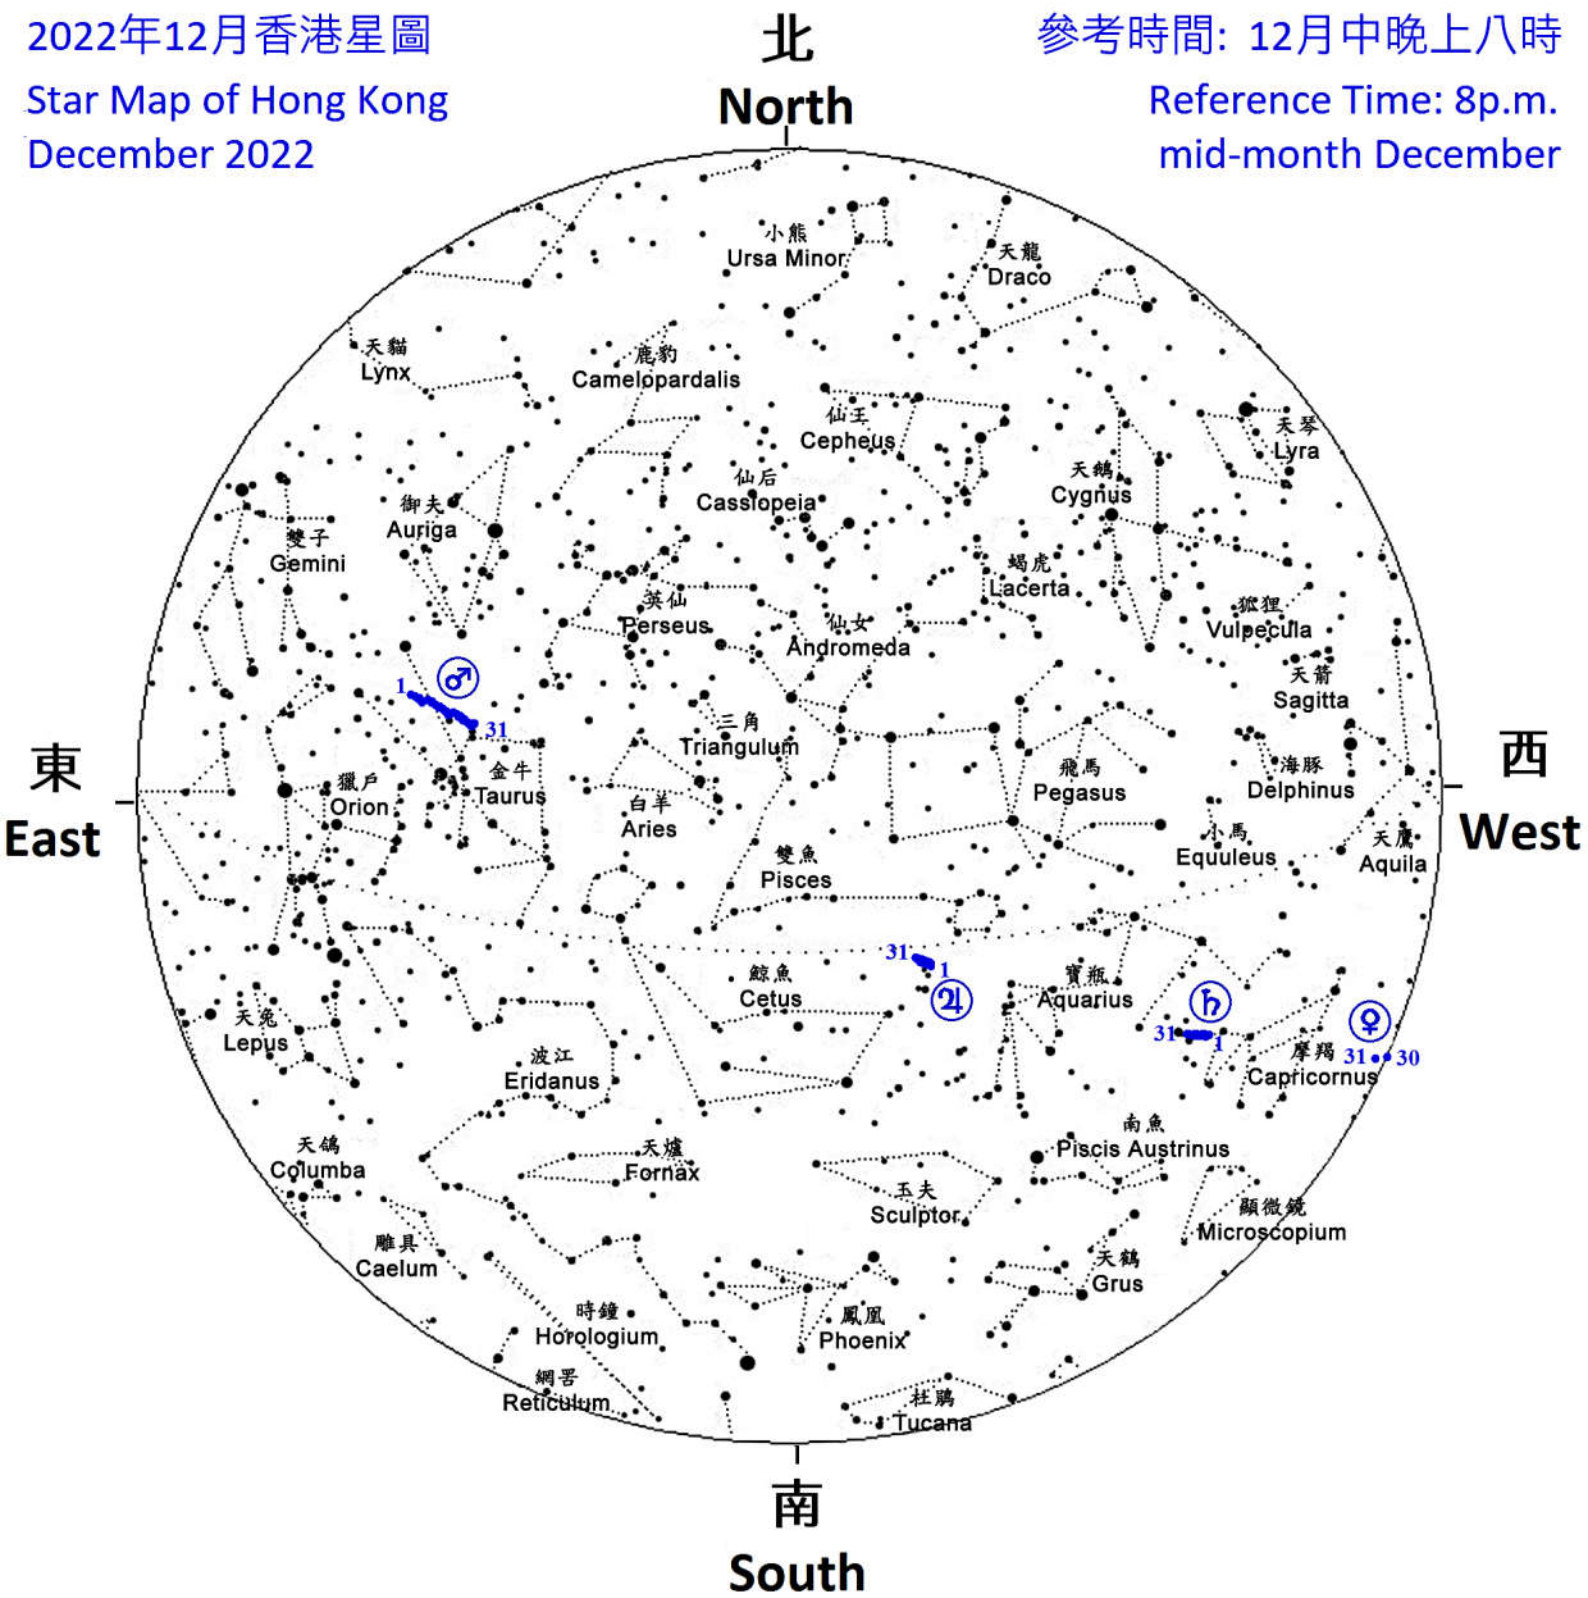 2022年12月香港星圖
Star Map of Hong Kong
December 2022
北
North
參考時間: 12月中晚上八時
Reference Time: 8p.m.
mid-month December
小熊
Ursa Minor
天龍
Draco
天貓
Lynx
鹿豹
Camelopardalis
仙王
Cepheus
天琴
Lyra
仙后
Cassiopeia
天鵝
Cygnus
御夫
Auriga
雙子
Gemini
蝎虎
Lacerta
英仙
Perseus
仙女
Andromeda
狐狸
Vulpecula
天箭
Sagitta
1
♂
31
三角
Triangulum
東
East
西
West
獵戶
Orion
金牛
Taurus
白羊
Aries
飛馬
Pegasus
海豚
Delphinus
小馬
Equuleus
天鷹
Aquila
雙魚
Pisces
31
1
♃
鯨魚
Cetus
寶瓶
Aquarius
♄
31
1
♀
31
30
摩羯
Capricornus
天兔
Lepus
波江
Eridanus
天鴿
Columba
天爐
Fornax
南魚
Piscis Austrinus
玉夫
Sculptor
顯微鏡
Microscopium
雕具
Caelum
天鶴
Grus
時鐘
Horologium
鳳凰
Phoenix
網罟
Reticulum
杜鵑
Tucana
南
South